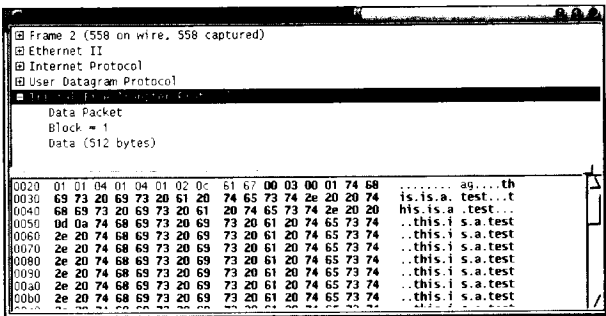 Frame 2 (558 on wire, 558 captured)
Ethernet II
Internet Protocol
User Datagram Protocol
Data Packet
Block = 1
Data (512 bytes)
0020 01 01 04 01 04 01 02 0c 61 67 00 03 00 01 74 68 ........ ag....th
0030 69 73 20 69 73 20 61 20 74 65 73 74 2e 20 20 74 is.is.a. test...t
0040 68 69 73 20 69 73 20 61 20 74 65 73 74 2e 20 20 his.is.a .test...
0050 0d 0a 74 68 69 73 20 69 73 20 61 20 74 65 73 74 ..this.i s.a.test
0060 2e 20 74 68 69 73 20 69 73 20 61 20 74 65 73 74 ..this.i s.a.test
0070 2e 20 74 68 69 73 20 69 73 20 61 20 74 65 73 74 ..this.i s.a.test
0080 2e 20 74 68 69 73 20 69 73 20 61 20 74 65 73 74 ..this.i s.a.test
0090 2e 20 74 68 69 73 20 69 73 20 61 20 74 65 73 74 ..this.i s.a.test
00a0 2e 20 74 68 69 73 20 69 73 20 61 20 74 65 73 74 ..this.i s.a.test
00b0 2e 20 74 68 69 73 20 69 73 20 61 20 74 65 73 74 ..this.i s.a.test